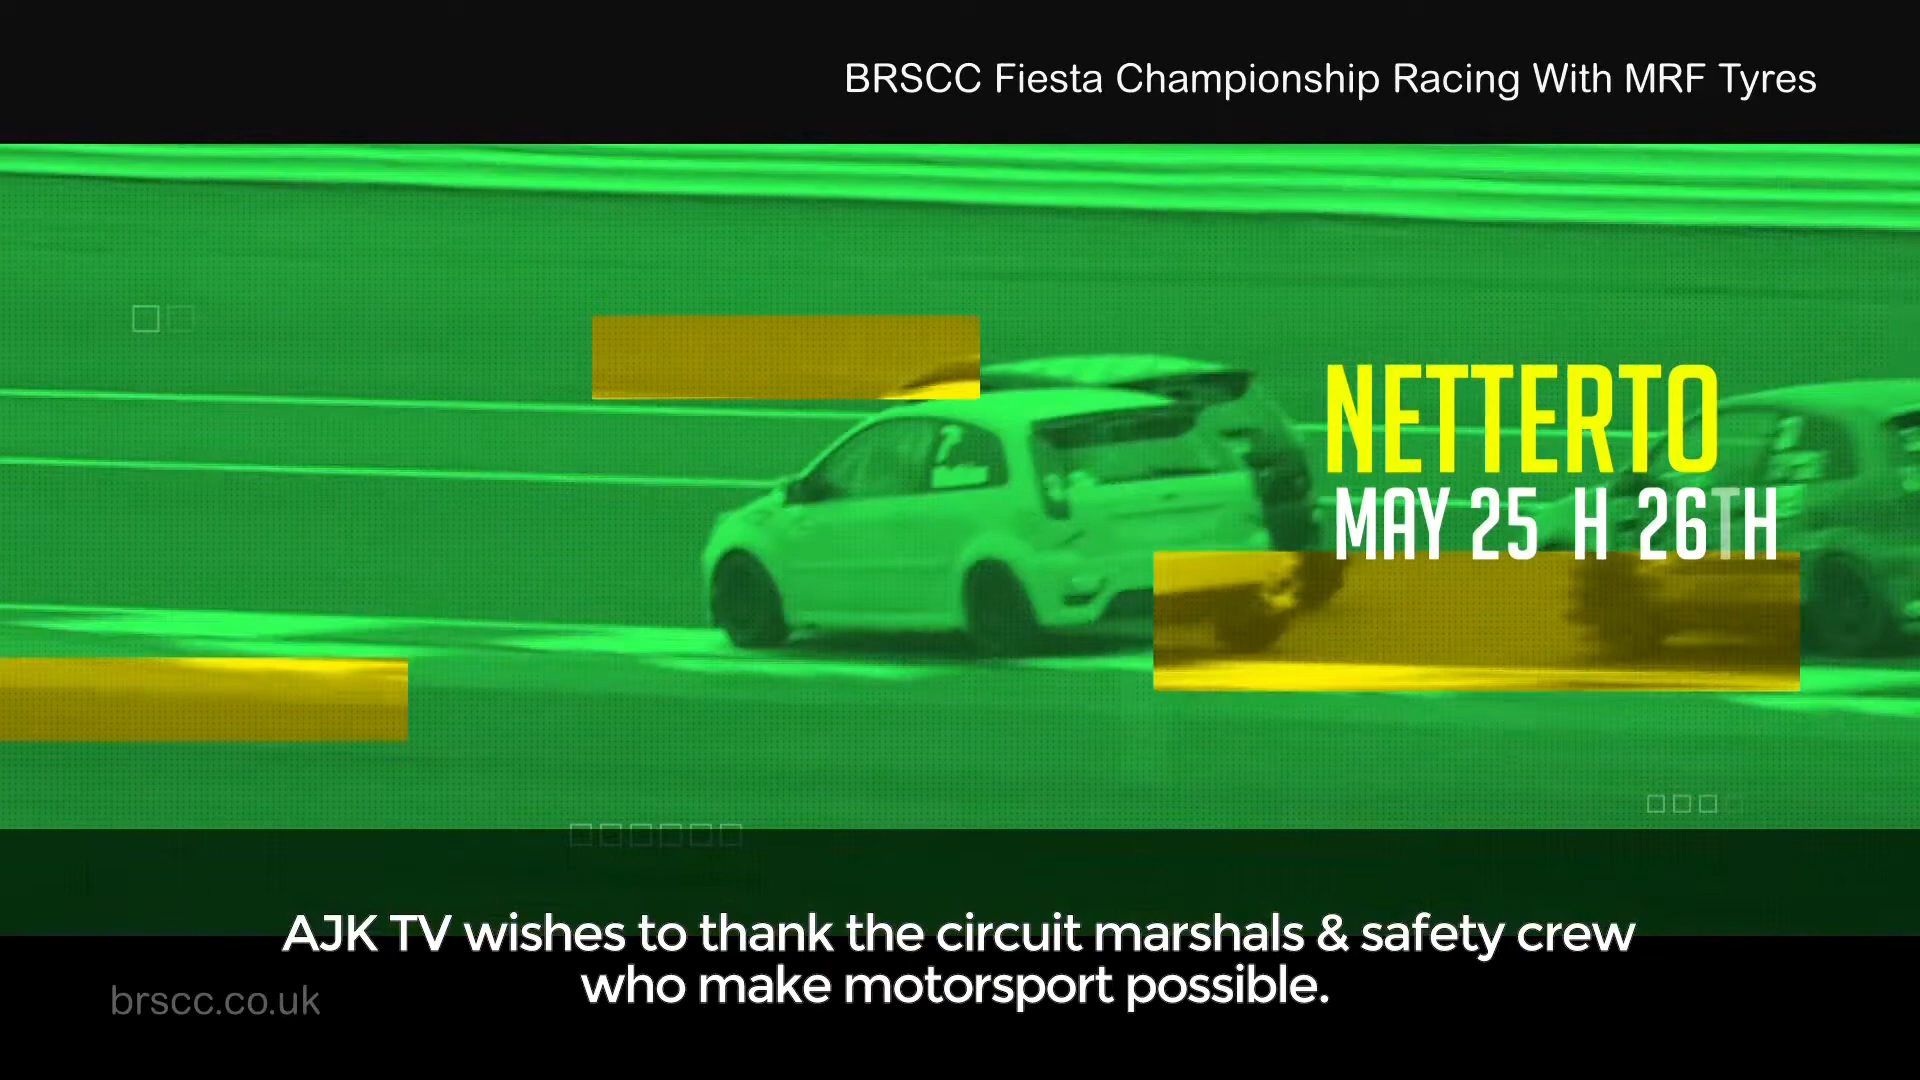 BRSCC Fiesta Championship Racing With MRF Tyres
NETTERTO
MAY 25 H 26TH
AJK TV wishes to thank the circuit marshals & safety crew
who make motorsport possible.
brscc.co.uk